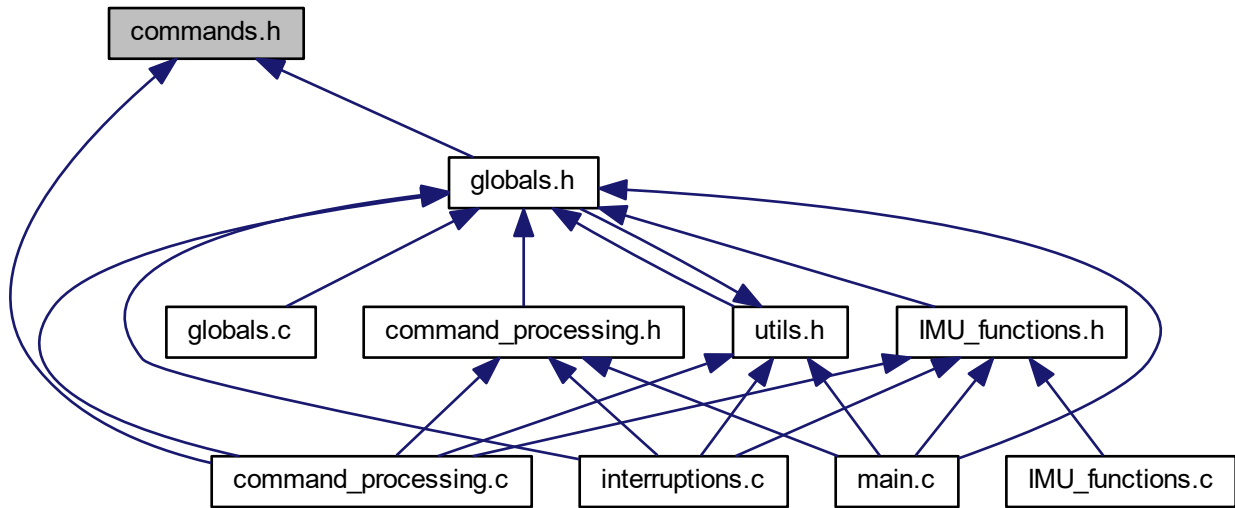 commands.h
globals.h
globals.c
command_processing.h
utils.h
IMU_functions.h
command_processing.c
interruptions.c
main.c
IMU_functions.c